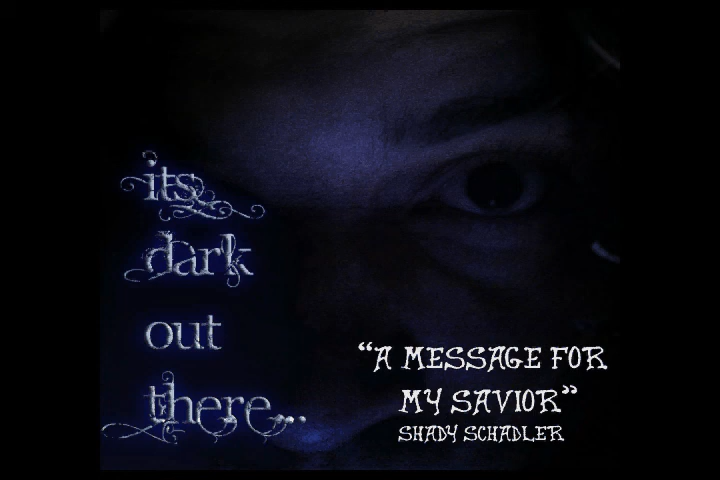 its
dark
out
there...
“A MESSAGE FOR
MY SAVIOR”
SHADY SCHADLER